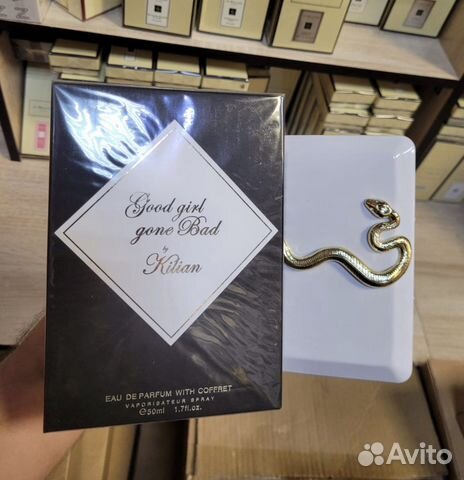 Good girl
gone Bad
by
Kilian
EAU DE PARFUM WITH COFFRET
VAPORISATEUR SPRAY
℮50ml 1.7fl.oz.
Avito